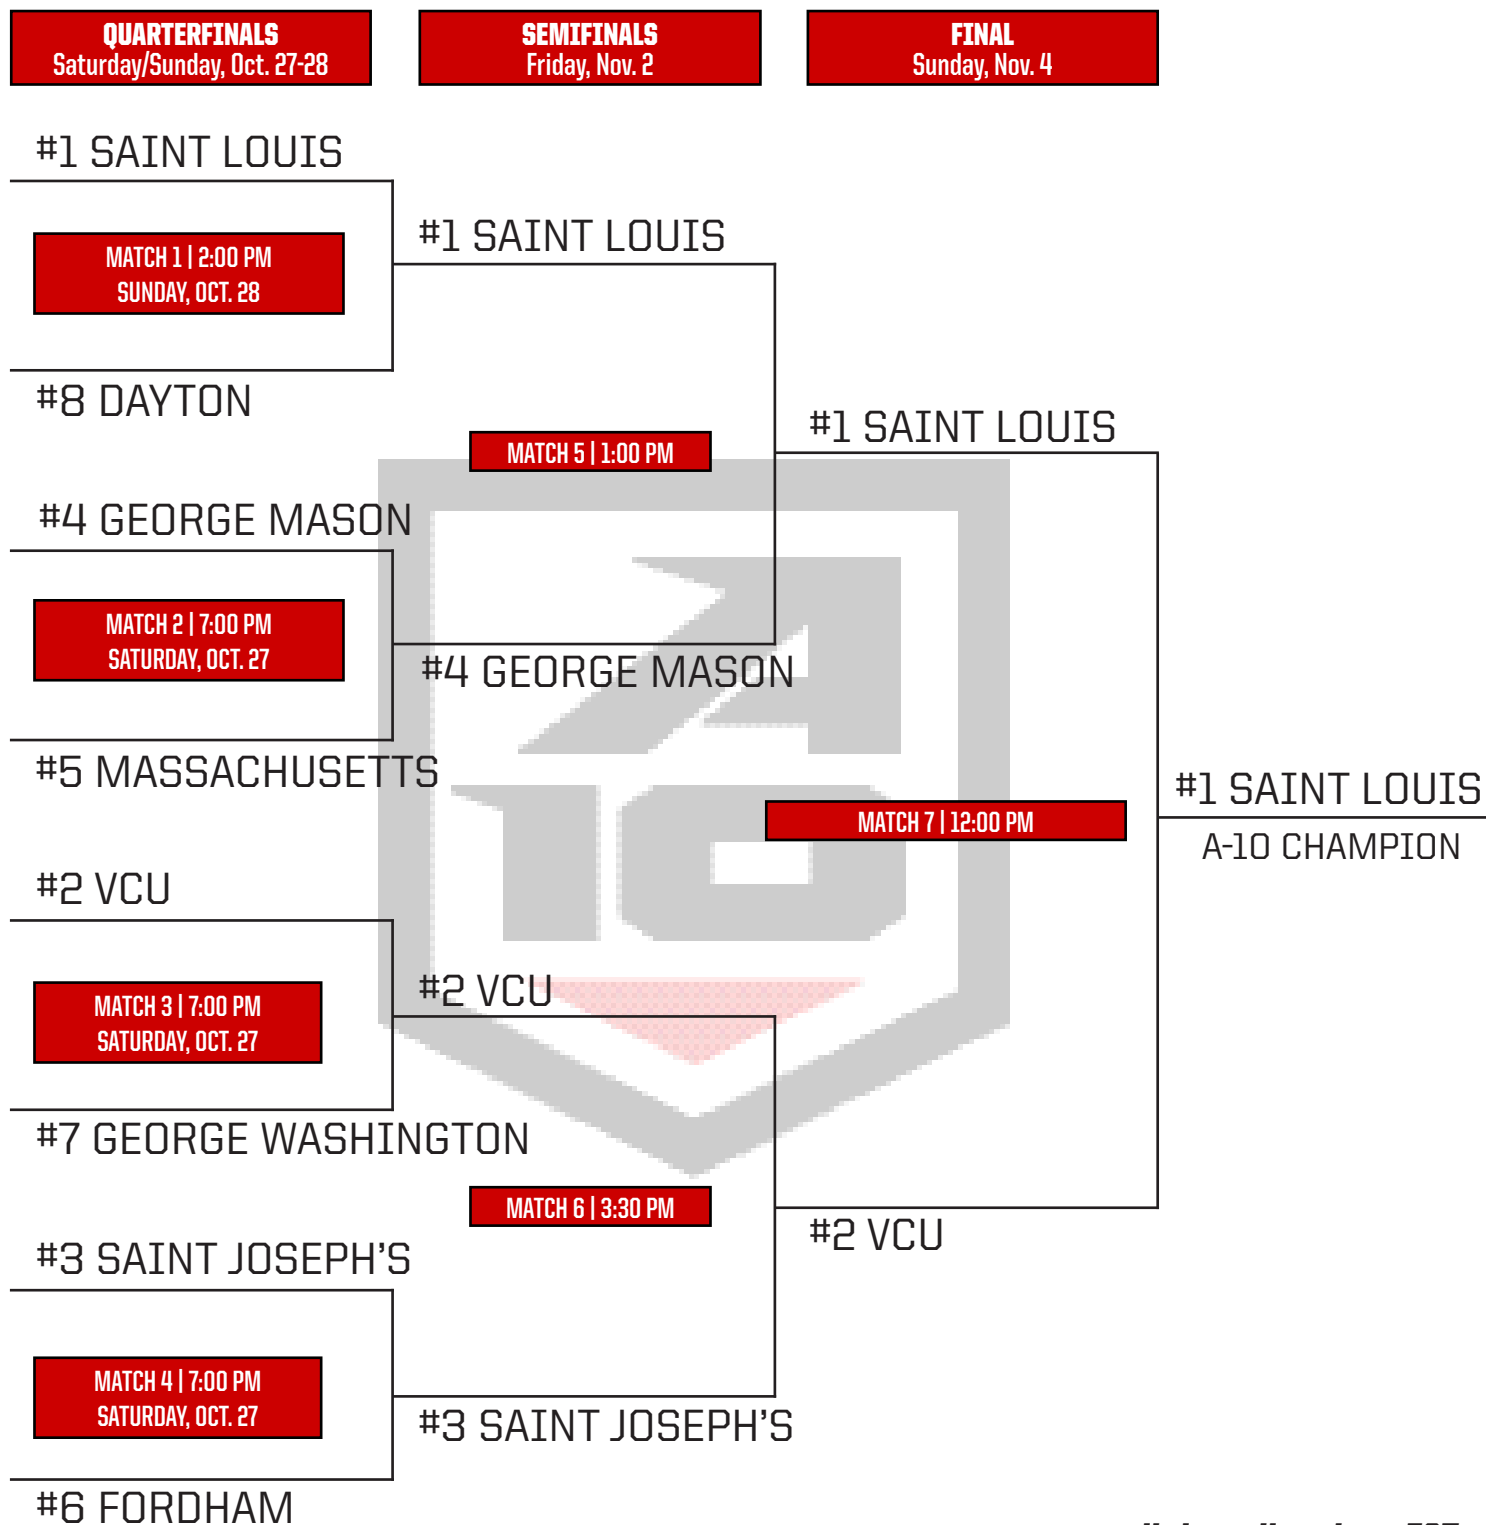 QUARTERFINALS
Saturday/Sunday, Oct. 27-28
SEMIFINALS
Friday, Nov. 2
FINAL
Sunday, Nov. 4
#1 SAINT LOUIS
MATCH 1 | 2:00 PM
SUNDAY, OCT. 28
#8 DAYTON
#4 GEORGE MASON
MATCH 2 | 7:00 PM
SATURDAY, OCT. 27
#5 MASSACHUSETTS
#2 VCU
MATCH 3 | 7:00 PM
SATURDAY, OCT. 27
#7 GEORGE WASHINGTON
#3 SAINT JOSEPH'S
MATCH 4 | 7:00 PM
SATURDAY, OCT. 27
#6 FORDHAM
#1 SAINT LOUIS
MATCH 5 | 1:00 PM
#4 GEORGE MASON
#2 VCU
MATCH 6 | 3:30 PM
#3 SAINT JOSEPH'S
#1 SAINT LOUIS
MATCH 7 | 12:00 PM
#2 VCU
#1 SAINT LOUIS
A-10 CHAMPION